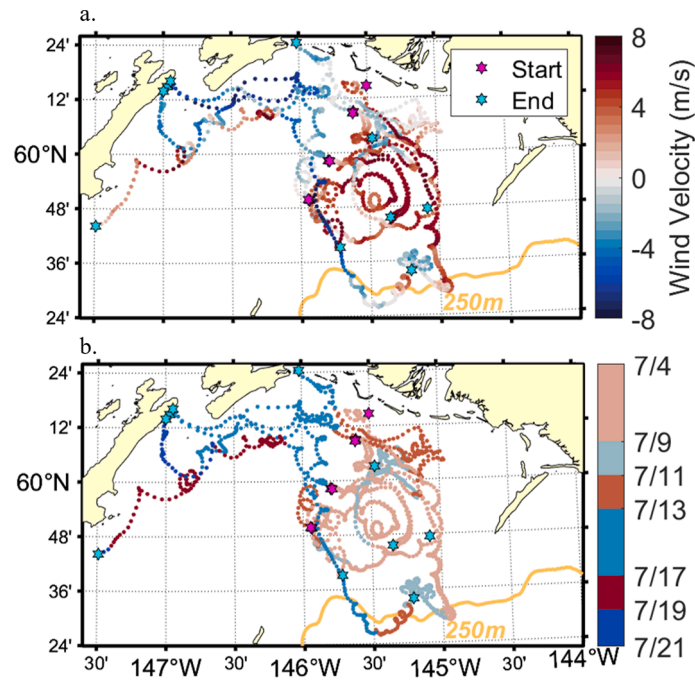 a.
24'
12'
60°N
48'
36'
24'
Start
End
250m
8
4
0
-4
-8
Wind Velocity (m/s)
b.
24'
12'
60°N
48'
36'
24'
250m
30'
147°W
30'
146°W
30'
145°W
30'
144°W
7/4
7/9
7/11
7/13
7/17
7/19
7/21